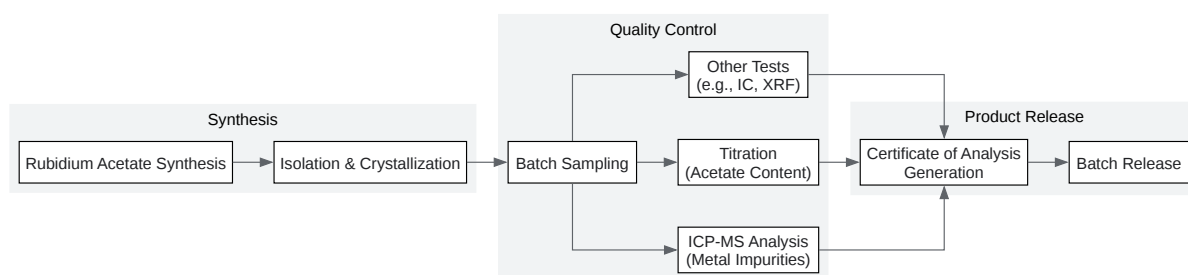 Quality Control
Other Tests
(e.g., IC, XRF)
Synthesis
Product Release
Rubidium Acetate Synthesis
Isolation & Crystallization
Batch Sampling
Titration
(Acetate Content)
Certificate of Analysis
Generation
Batch Release
ICP-MS Analysis
(Metal Impurities)